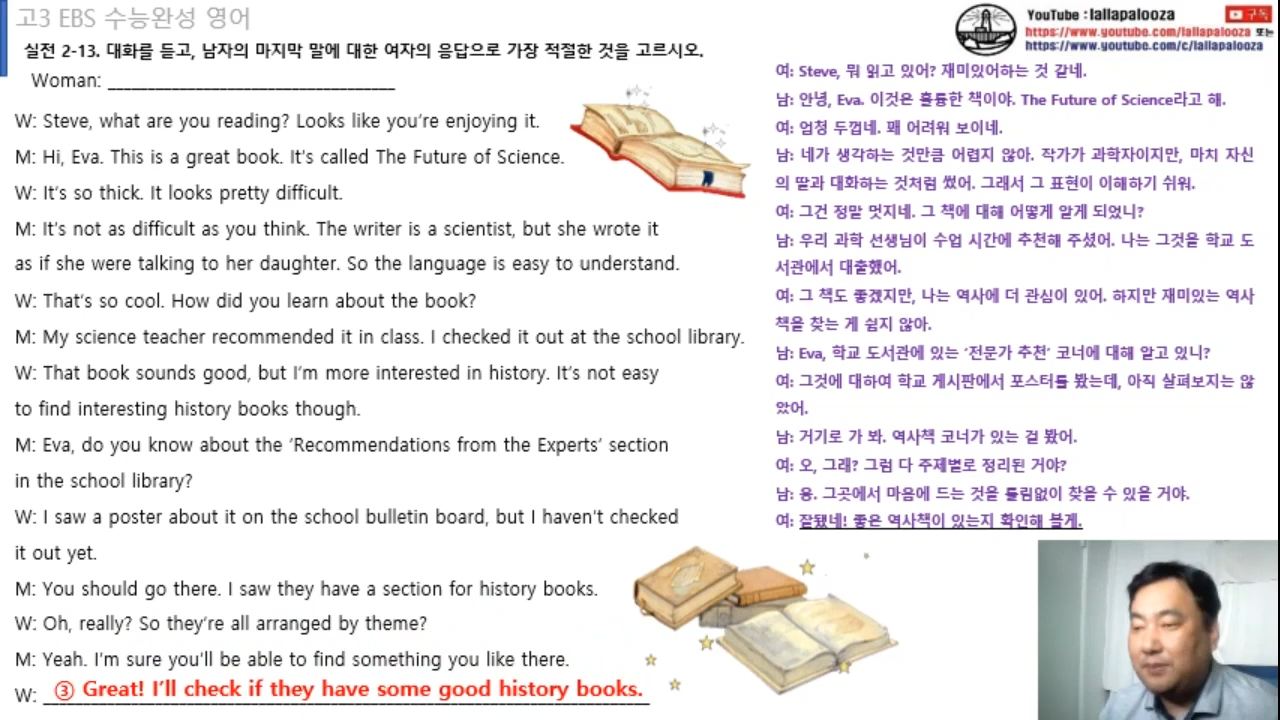 고3 EBS 수능완성 영어
실전 2-13. 대화를 듣고, 남자의 마지막 말에 대한 여자의 응답으로 가장 적절한 것을 고르시오.
Woman: ____________________________________
W: Steve, what are you reading? Looks like you're enjoying it.
M: Hi, Eva. This is a great book. It's called The Future of Science.
W: It's so thick. It looks pretty difficult.
M: It's not as difficult as you think. The writer is a scientist, but she wrote it
as if she were talking to her daughter. So the language is easy to understand.
W: That's so cool. How did you learn about the book?
M: My science teacher recommended it in class. I checked it out at the school library.
W: That book sounds good, but I'm more interested in history. It's not easy
to find interesting history books though.
M: Eva, do you know about the ‘Recommendations from the Experts’ section
in the school library?
W: I saw a poster about it on the school bulletin board, but I haven't checked
it out yet.
M: You should go there. I saw they have a section for history books.
W: Oh, really? So they're all arranged by theme?
M: Yeah. I'm sure you'll be able to find something you like there.
W: ③ Great! I'll check if they have some good history books.
YouTube : lallapalooza 구독
https://www.youtube.com/lallapalooza 또는
https://www.youtube.com/c/lallapalooza
여: Steve, 뭐 읽고 있어? 재미있어하는 것 같네.
남: 안녕, Eva. 이것은 훌륭한 책이야. The Future of Science라고 해.
여: 엄청 두껍네. 꽤 어려워 보이네.
남: 네가 생각하는 것만큼 어렵지 않아. 작가가 과학자이지만, 마치 자신
의 딸과 대화하는 것처럼 썼어. 그래서 그 표현이 이해하기 쉬워.
여: 그건 정말 멋지네. 그 책에 대해 어떻게 알게 되었니?
남: 우리 과학 선생님이 수업 시간에 추천해 주셨어. 나는 그것을 학교 도
서관에서 대출했어.
여: 그 책도 좋겠지만, 나는 역사에 더 관심이 있어. 하지만 재미있는 역사
책을 찾는 게 쉽지 않아.
남: Eva, 학교 도서관에 있는 ‘전문가 추천’ 코너에 대해 알고 있니?
여: 그것에 대하여 학교 게시판에서 포스터를 봤는데, 아직 살펴보지는 않
았어.
남: 거기로 가 봐. 역사책 코너가 있는 걸 봤어.
여: 오, 그래? 그럼 다 주제별로 정리된 거야?
남: 응. 그곳에서 마음에 드는 것을 틀림없이 찾을 수 있을 거야.
여: 잘됐네! 좋은 역사책이 있는지 확인해 볼게.